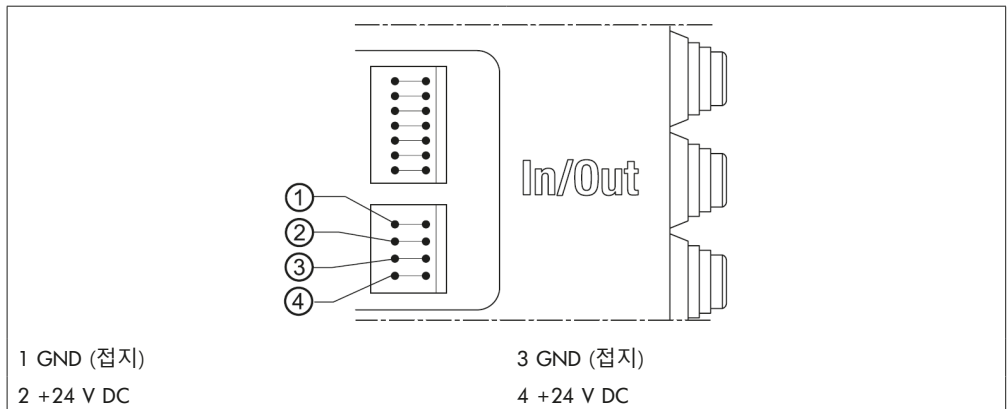 In/Out
1
2
3
4
1 GND (접지)
2 +24 V DC
3 GND (접지)
4 +24 V DC